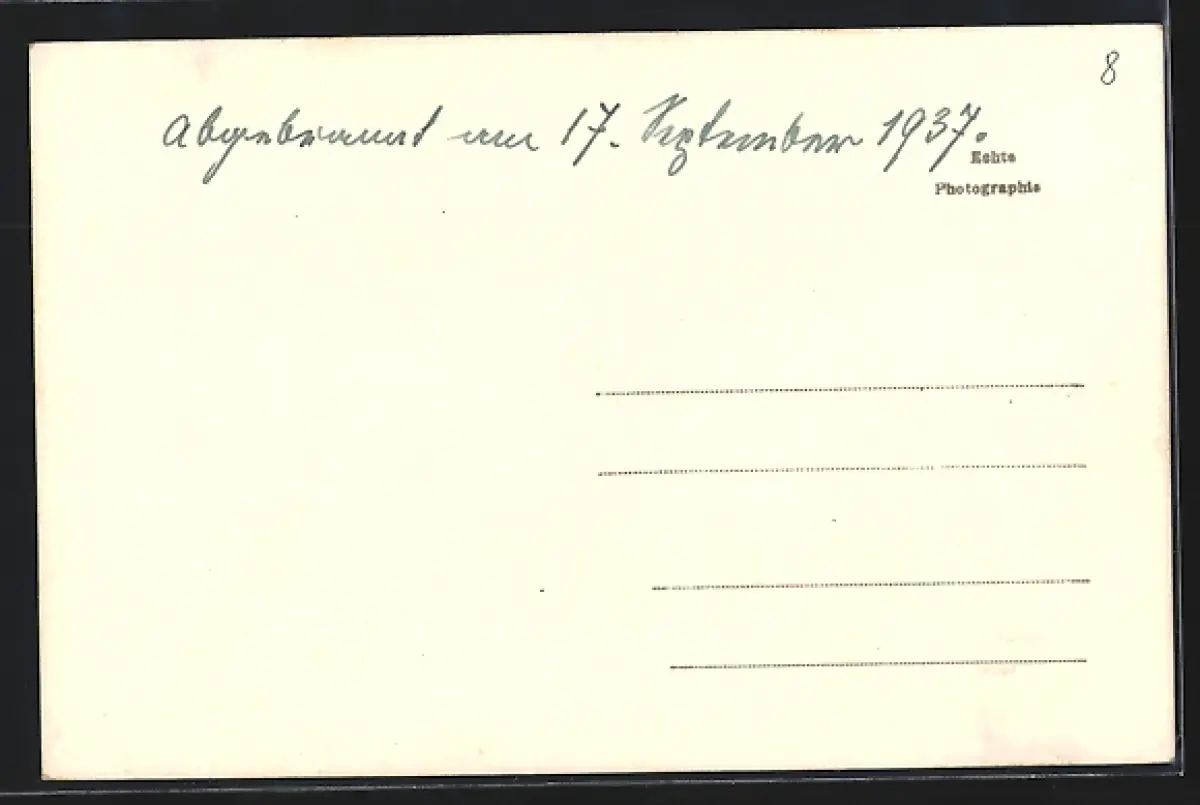 8
Abgebrannt am 17. September 1937.
Echte
Photographie